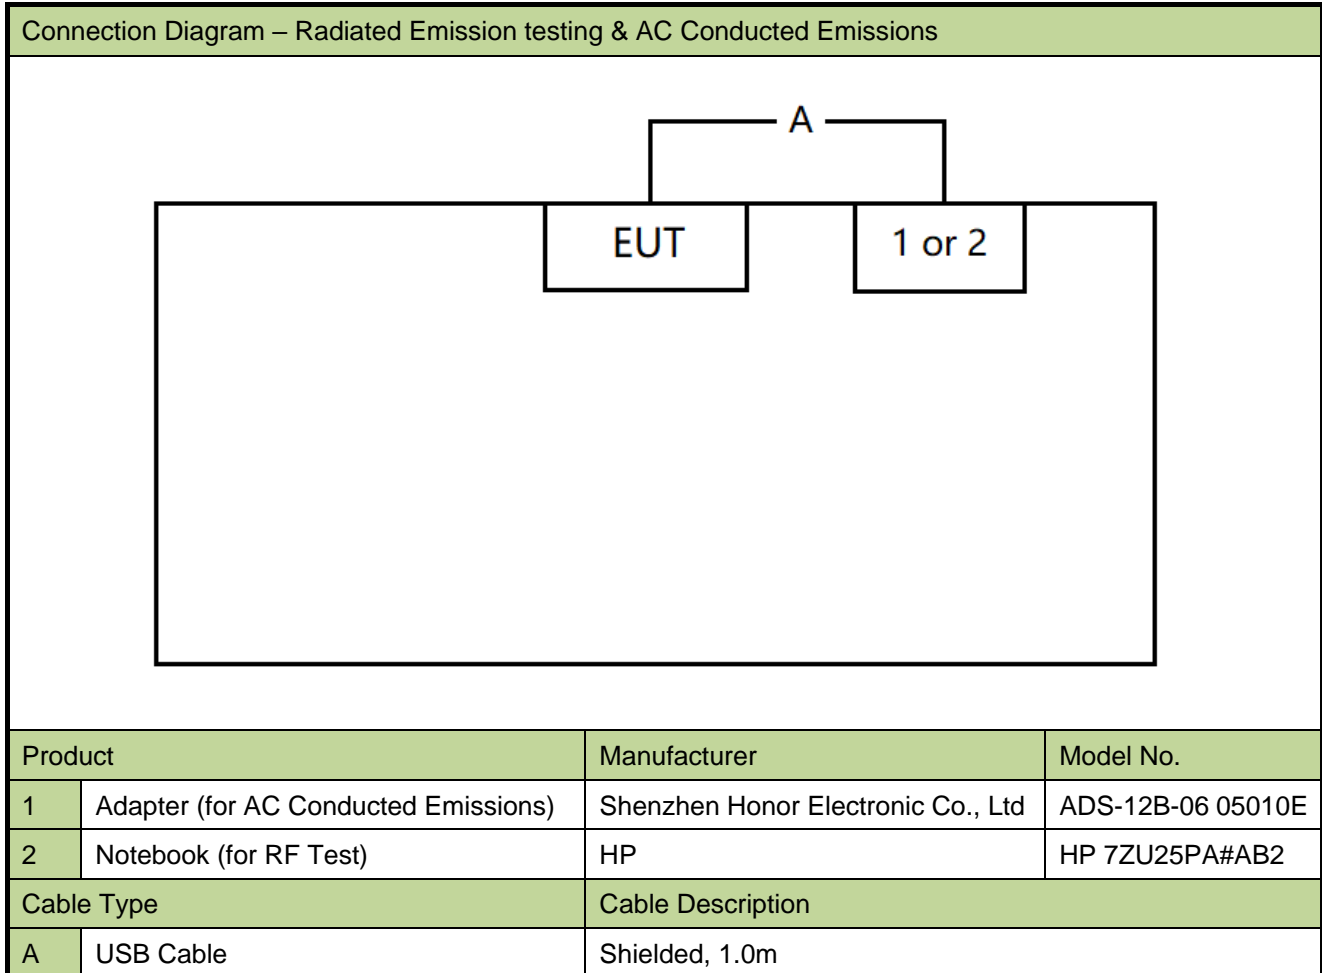 Connection Diagram – Radiated Emission testing & AC Conducted Emissions
A
EUT
1 or 2
Product Manufacturer Model No.
1 Adapter (for AC Conducted Emissions) Shenzhen Honor Electronic Co., Ltd ADS-12B-06 05010E
2 Notebook (for RF Test) HP HP 7ZU25PA#AB2
Cable Type Cable Description
A USB Cable Shielded, 1.0m